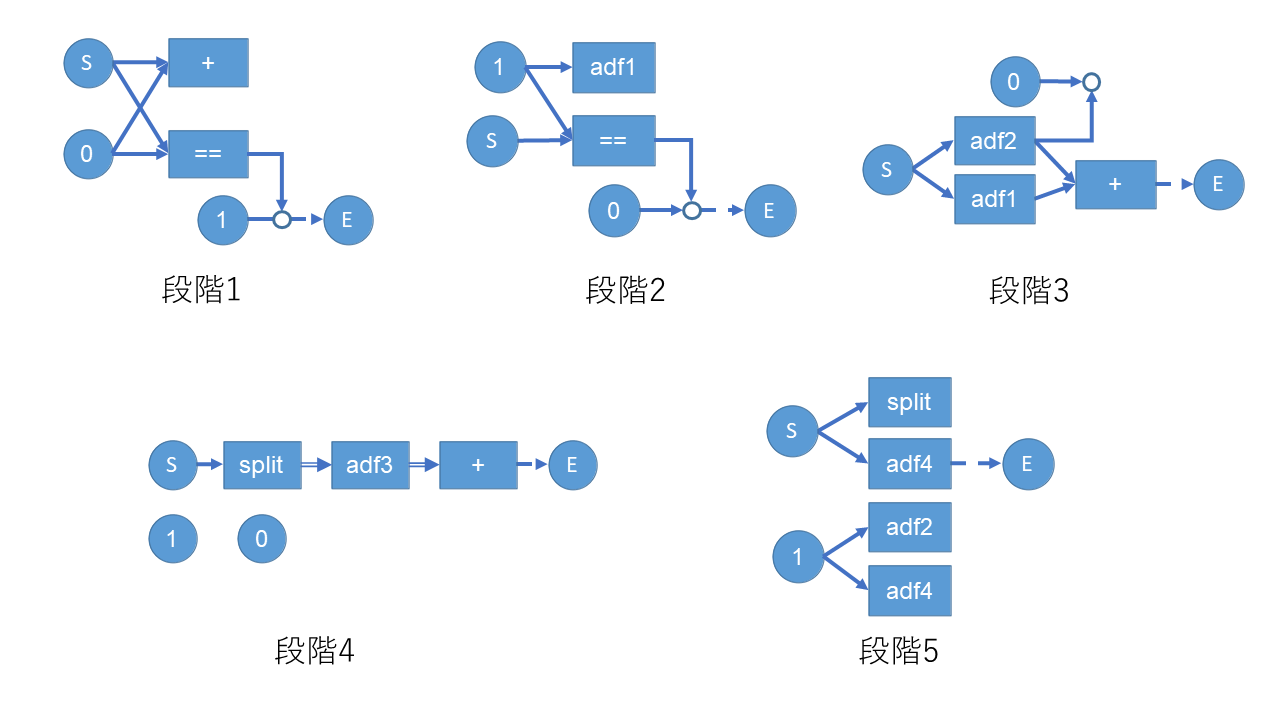 S
+
0
==
1
E
段階1
1
adf1
S
==
0
E
段階2
0
adf2
S
adf1
+
E
段階3
S
split
adf3
+
E
1
0
段階4
split
S
adf4
E
adf2
1
adf4
段階5